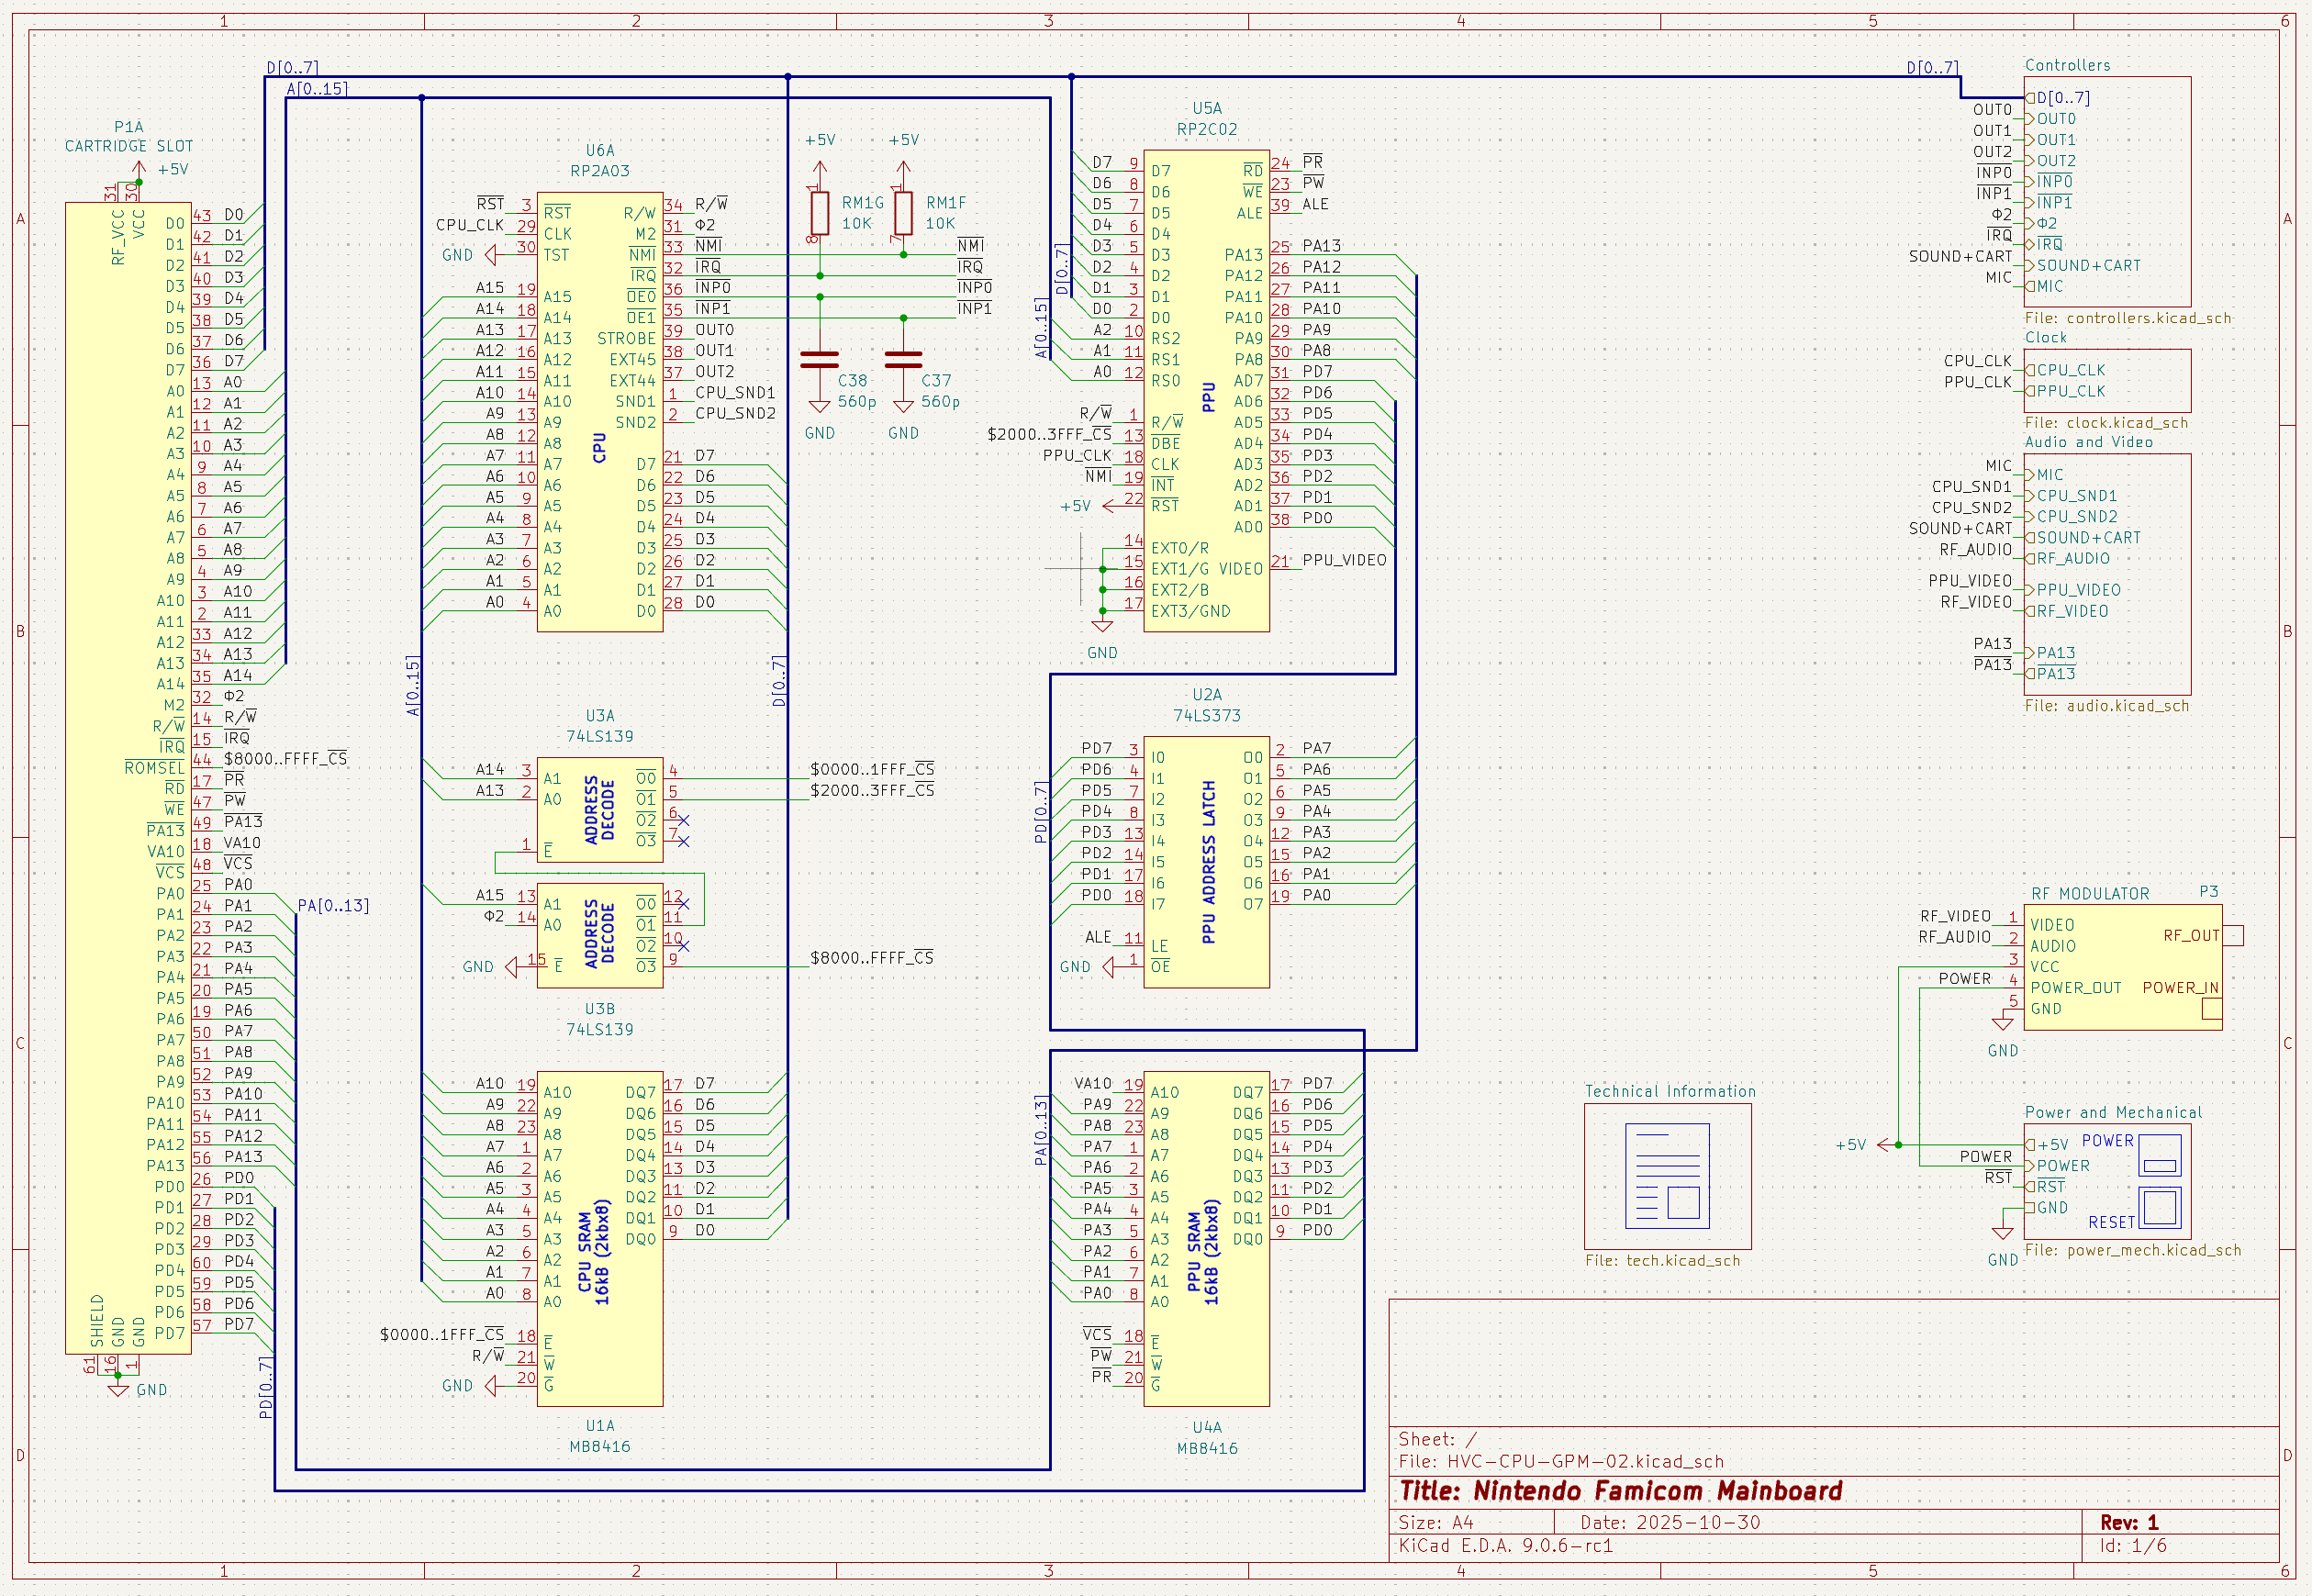 1 2 3 4 5 6
A
B
C
D
D[0..7]
A[0..15]
P1A
CARTRIDGE SLOT
+5V
31 30
RF_VCC VCC
D0 43 D0
D1 42 D1
D2 41 D2
D3 40 D3
D4 39 D4
D5 38 D5
D6 37 D6
D7 36 D7
A0 13 A0
A1 12 A1
A2 11 A2
A3 10 A3
A4 9 A4
A5 8 A5
A6 7 A6
A7 6 A7
A8 5 A8
A9 4 A9
A10 3 A10
A11 2 A11
A12 33 A12
A13 34 A13
A14 35 A14
M2 32 Φ2
R/W 14 R/W
IRQ 15 IRQ
ROMSEL 44 $8000..FFFF_CS
RD 17 PR
WE 47 PW
PA13 49 PA13
VA10 18 VA10
VCS 48 VCS
PA0 25 PA0
PA1 24 PA1
PA2 23 PA2
PA3 22 PA3
PA4 21 PA4
PA5 20 PA5
PA6 19 PA6
PA7 50 PA7
PA8 51 PA8
PA9 52 PA9
PA10 53 PA10
PA11 54 PA11
PA12 55 PA12
PA13 56 PA13
PD0 26 PD0
PD1 27 PD1
PD2 28 PD2
PD3 29 PD3
PD4 60 PD4
PD5 59 PD5
PD6 58 PD6
PD7 57 PD7
SHIELD GND GND
61 16 1
GND
PA[0..13]
PD[0..7]
A[0..15]
D[0..7]
U6A
RP2A03
CPU
RST 3 RST
CPU_CLK 29 CLK
GND 30 TST
A15 19 A15
A14 18 A14
A13 17 A13
A12 16 A12
A11 15 A11
A10 14 A10
A9 13 A9
A8 12 A8
A7 11 A7
A6 10 A6
A5 9 A5
A4 8 A4
A3 7 A3
A2 6 A2
A1 5 A1
A0 4 A0
R/W 34 R/W
M2 31 Φ2
NMI 33 NMI
IRQ 32 IRQ
OE0 36 INP0
OE1 35 INP1
STROBE 39 OUT0
EXT45 38 OUT1
EXT44 37 OUT2
SND1 1 CPU_SND1
SND2 2 CPU_SND2
D7 21 D7
D6 22 D6
D5 23 D5
D4 24 D4
D3 25 D3
D2 26 D2
D1 27 D1
D0 28 D0
+5V +5V
1 RM1G 10K 8
1 RM1F 10K 7
NMI
IRQ
INP0
INP1
C38 560p
C37 560p
GND GND
U3A
74LS139
ADDRESS DECODE
A14 3 A1
A13 2 A0
1 E
O0 4 $0000..1FFF_CS
O1 5 $2000..3FFF_CS
O2 6
O3 7
ADDRESS DECODE
A15 13 A1
Φ2 14 A0
GND 15 E
O0 12
O1 11
O2 10
O3 9 $8000..FFFF_CS
U3B
74LS139
A10 19 A10
A9 22 A9
A8 23 A8
A7 1 A7
A6 2 A6
A5 3 A5
A4 4 A4
A3 5 A3
A2 6 A2
A1 7 A1
A0 8 A0
$0000..1FFF_CS 18 E
R/W 21 W
GND 20 G
DQ7 17 D7
DQ6 16 D6
DQ5 15 D5
DQ4 14 D4
DQ3 13 D3
DQ2 11 D2
DQ1 10 D1
DQ0 9 D0
CPU SRAM
16kB (2kbx8)
U1A
MB8416
D[0..7]
A[0..15]
U5A
RP2C02
PPU
D7 9 D7
D6 8 D6
D5 7 D5
D4 6 D4
D3 5 D3
D2 4 D2
D1 3 D1
D0 2 D0
A2 10 RS2
A1 11 RS1
A0 12 RS0
R/W 1 R/W
$2000..3FFF_CS 13 DBE
PPU_CLK 18 CLK
NMI 19 INT
+5V 22 RST
14 EXT0/R
15 EXT1/G
16 EXT2/B
17 EXT3/GND
GND
RD 24 PR
WE 23 PW
ALE 39 ALE
PA13 25 PA13
PA12 26 PA12
PA11 27 PA11
PA10 28 PA10
PA9 29 PA9
PA8 30 PA8
AD7 31 PD7
AD6 32 PD6
AD5 33 PD5
AD4 34 PD4
AD3 35 PD3
AD2 36 PD2
AD1 37 PD1
AD0 38 PD0
VIDEO 21 PPU_VIDEO
U2A
74LS373
PPU ADDRESS LATCH
PD[0..7]
PD7 3 I0
PD6 4 I1
PD5 7 I2
PD4 8 I3
PD3 13 I4
PD2 14 I5
PD1 17 I6
PD0 18 I7
ALE 11 LE
GND 1 OE
O0 2 PA7
O1 5 PA6
O2 6 PA5
O3 9 PA4
O4 12 PA3
O5 15 PA2
O6 16 PA1
O7 19 PA0
PA[0..13]
VA10 19 A10
PA9 22 A9
PA8 23 A8
PA7 1 A7
PA6 2 A6
PA5 3 A5
PA4 4 A4
PA3 5 A3
PA2 6 A2
PA1 7 A1
PA0 8 A0
VCS 18 E
PW 21 W
PR 20 G
DQ7 17 PD7
DQ6 16 PD6
DQ5 15 PD5
DQ4 14 PD4
DQ3 13 PD3
DQ2 11 PD2
DQ1 10 PD1
DQ0 9 PD0
PPU SRAM
16kB (2kbx8)
U4A
MB8416
D[0..7]
Controllers
D[0..7]
OUT0 OUT0
OUT1 OUT1
OUT2 OUT2
INP0 INP0
INP1 INP1
Φ2 Φ2
IRQ IRQ
SOUND+CART SOUND+CART
MIC MIC
File: controllers.kicad_sch
Clock
CPU_CLK CPU_CLK
PPU_CLK PPU_CLK
File: clock.kicad_sch
Audio and Video
MIC MIC
CPU_SND1 CPU_SND1
CPU_SND2 CPU_SND2
SOUND+CART SOUND+CART
RF_AUDIO RF_AUDIO
PPU_VIDEO PPU_VIDEO
RF_VIDEO RF_VIDEO
PA13 PA13
PA13 PA13
File: audio.kicad_sch
RF MODULATOR P3
RF_VIDEO 1 VIDEO
RF_AUDIO 2 AUDIO
3 VCC
POWER 4 POWER_OUT
5 GND
RF_OUT
POWER_IN
GND
Technical Information
File: tech.kicad_sch
Power and Mechanical
+5V +5V
POWER POWER
RST RST
GND
POWER
RESET
GND
File: power_mech.kicad_sch
Sheet: /
File: HVC-CPU-GPM-02.kicad_sch
Title: Nintendo Famicom Mainboard
Size: A4 Date: 2025-10-30 Rev: 1
KiCad E.D.A. 9.0.6-rc1 Id: 1/6
1 2 3 4 5 6
A
B
C
D